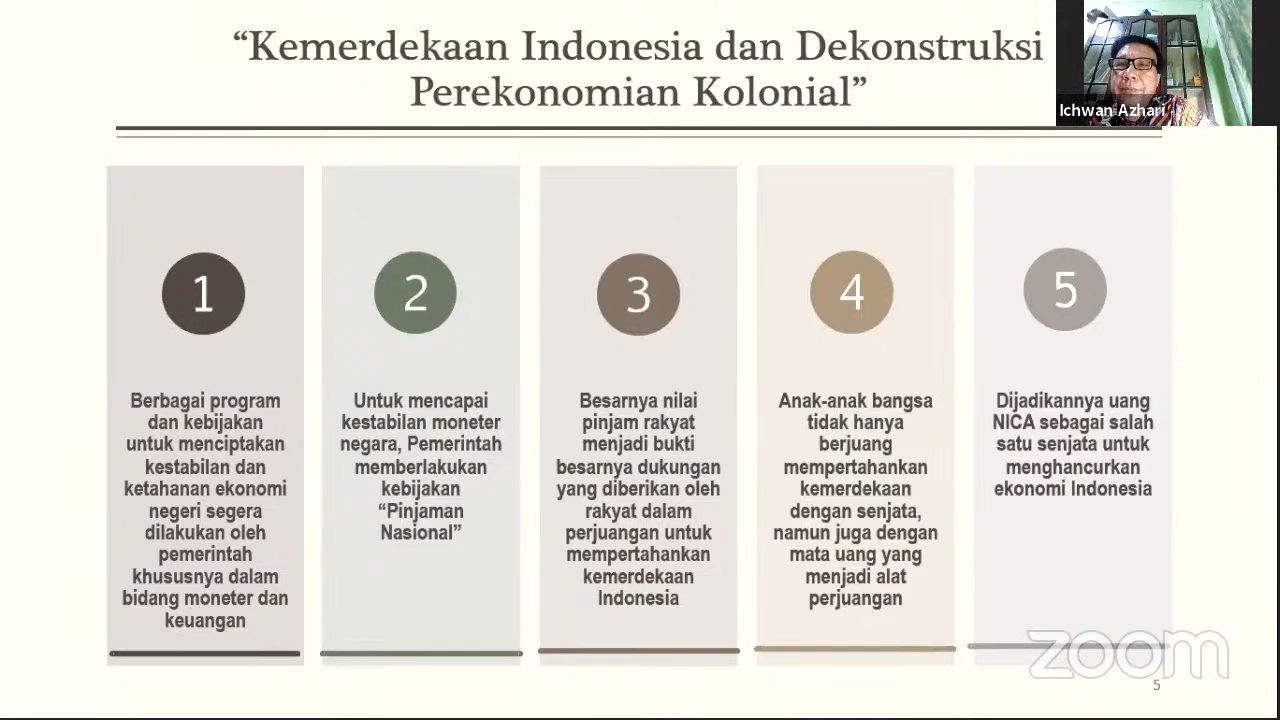 “Kemerdekaan Indonesia dan Dekonstruksi
Perekonomian Kolonial”
Ichwan Azhari
1
Berbagai program
dan kebijakan
untuk menciptakan
kestabilan dan
ketahanan ekonomi
negeri segera
dilakukan oleh
pemerintah
khususnya dalam
bidang moneter dan
keuangan
2
Untuk mencapai
kestabilan moneter
negara, Pemerintah
memberlakukan
kebijakan
“Pinjaman
Nasional”
3
Besarnya nilai
pinjam rakyat
menjadi bukti
besarnya dukungan
yang diberikan oleh
rakyat dalam
perjuangan untuk
mempertahankan
kemerdekaan
Indonesia
4
Anak-anak bangsa
tidak hanya
berjuang
mempertahankan
kemerdekaan
dengan senjata,
namun juga dengan
mata uang yang
menjadi alat
perjuangan
5
Dijadikannya uang
NICA sebagai salah
satu senjata untuk
menghancurkan
ekonomi Indonesia
zoom
5